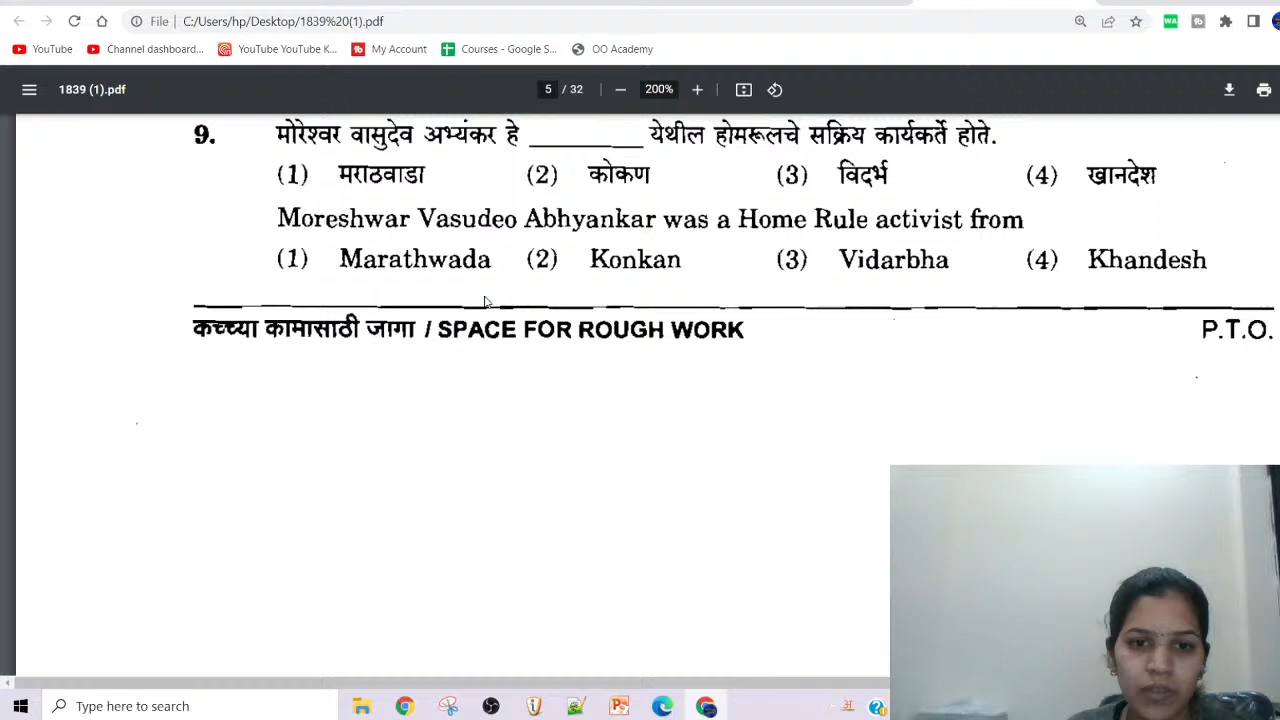 File
C:/Users/hp/Desktop/1839%20(1).pdf
YouTube
Channel dashboard...
YouTube YouTube K...
My Account
Courses - Google S...
OO Academy
1839 (1).pdf
5 / 32
200%
9. मोरेश्वर वासुदेव अभ्यंकर हे ________ येथील होमरूलचे सक्रिय कार्यकर्ते होते.
(1) मराठवाडा (2) कोकण (3) विदर्भ (4) खानदेश
Moreshwar Vasudeo Abhyankar was a Home Rule activist from
(1) Marathwada (2) Konkan (3) Vidarbha (4) Khandesh
कच्च्या कामासाठी जागा / SPACE FOR ROUGH WORK P.T.O.
Type here to search